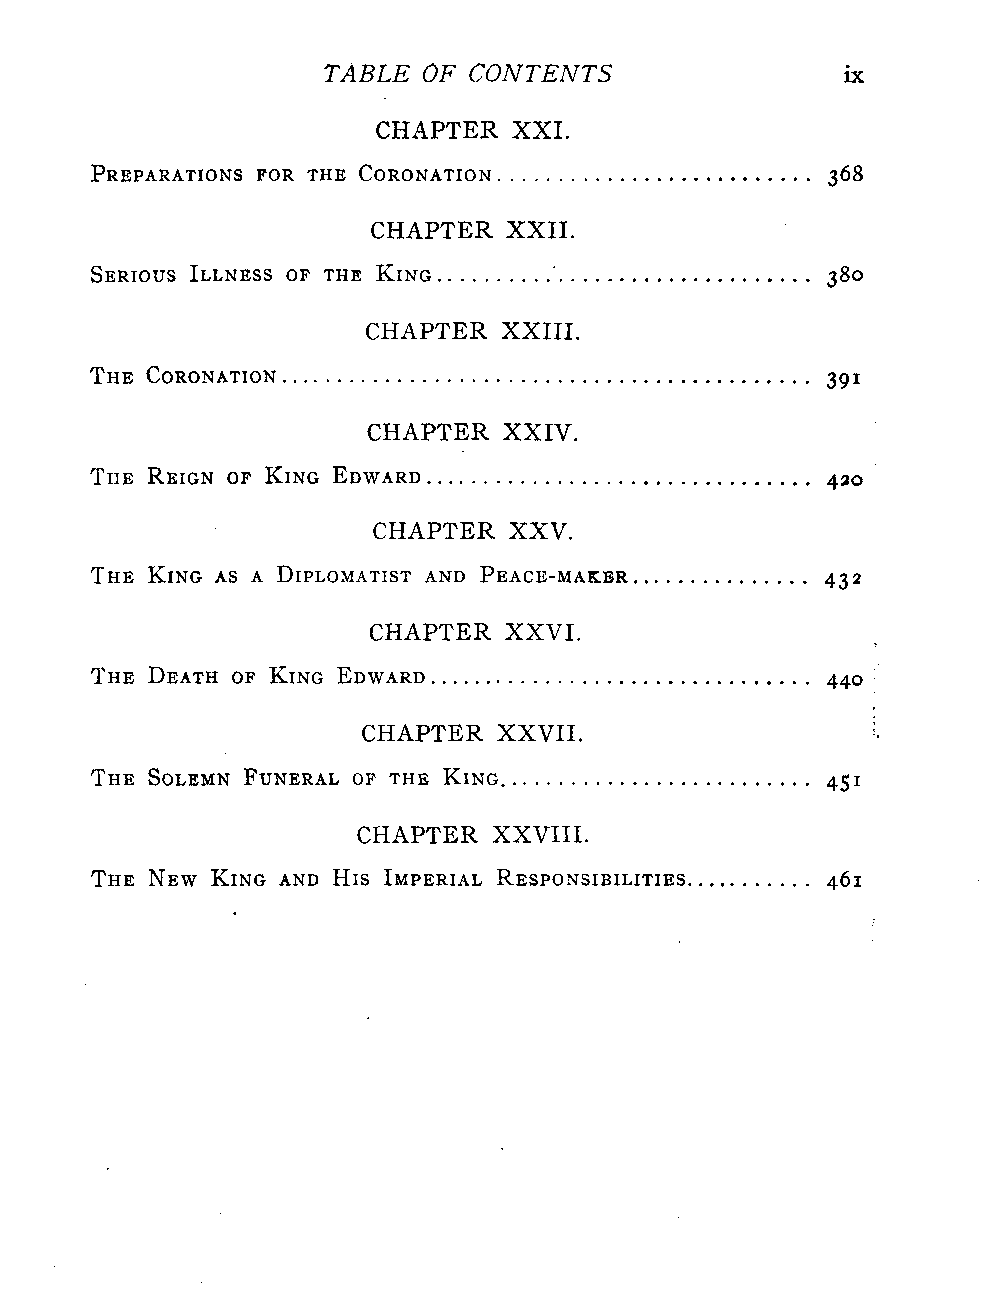 TABLE OF CONTENTS ix
CHAPTER XXI.
PREPARATIONS FOR THE CORONATION........................... 368
CHAPTER XXII.
SERIOUS ILLNESS OF THE KING................................ 380
CHAPTER XXIII.
THE CORONATION............................................. 391
CHAPTER XXIV.
THE REIGN OF KING EDWARD................................. 420
CHAPTER XXV.
THE KING AS A DIPLOMATIST AND PEACE-MAKER............... 432
CHAPTER XXVI.
THE DEATH OF KING EDWARD................................ 440
CHAPTER XXVII.
THE SOLEMN FUNERAL OF THE KING.......................... 451
CHAPTER XXVIII.
THE NEW KING AND HIS IMPERIAL RESPONSIBILITIES........... 461